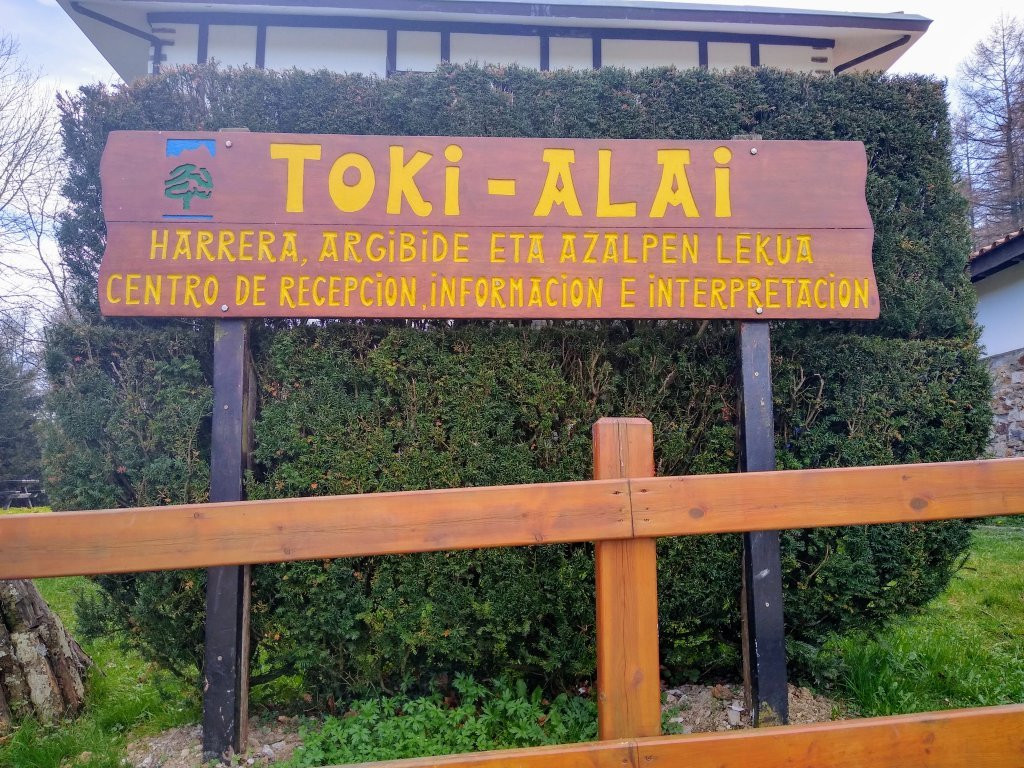 TOKi-ALAi
HARRERA, ARGIBIDE ETA AZALPEN LEKUA
CENTRO DE RECEPCION, INFORMACION E INTERPRETACION